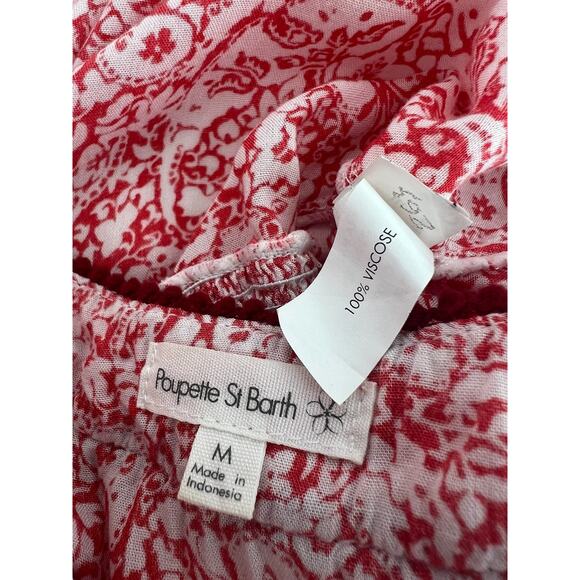 100% VISCOSE
Poupette St Barth
M
Made in
Indonesia